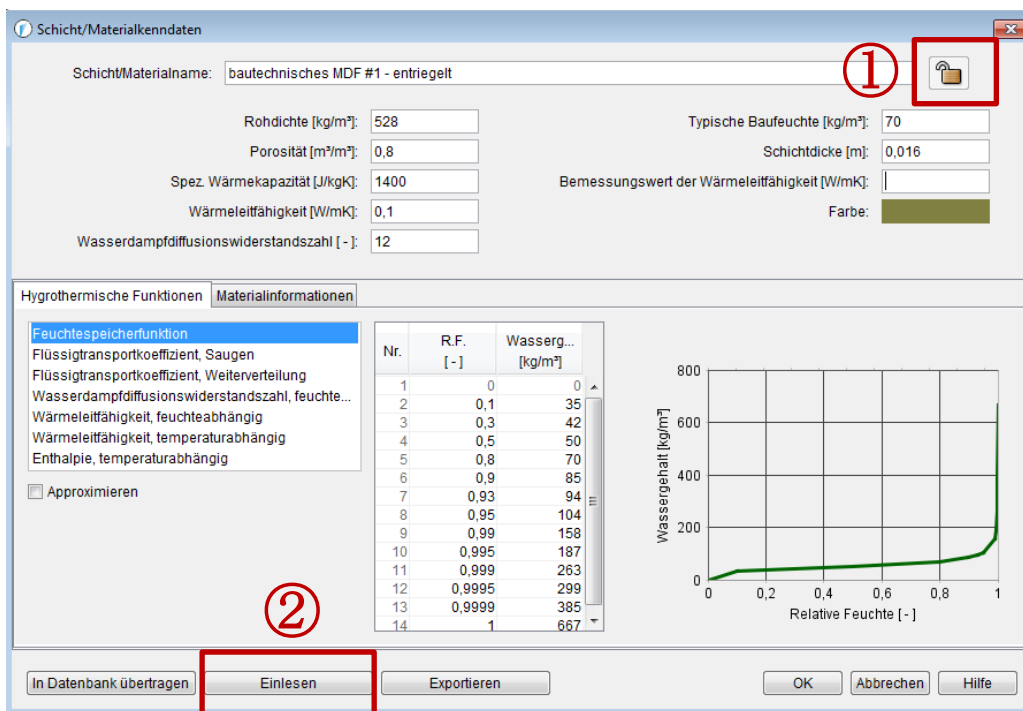 Schicht/Materialkenndaten
①
Schicht/Materialname: bautechnisches MDF #1 - entriegelt
Rohdichte [kg/m³]: 528 Typische Baufeuchte [kg/m³]: 70
Porosität [m³/m³]: 0,8 Schichtdicke [m]: 0,016
Spez. Wärmekapazität [J/kgK]: 1400 Bemessungswert der Wärmeleitfähigkeit [W/mK]:
Wärmeleitfähigkeit [W/mK]: 0,1 Farbe:
Wasserdampfdiffusionswiderstandszahl [ - ]: 12
Hygrothermische Funktionen Materialinformationen
Feuchtespeicherfunktion
Flüssigtransportkoeffizient, Saugen
Flüssigtransportkoeffizient, Weiterverteilung
Wasserdampfdiffusionswiderstandszahl, feuchte...
Wärmeleitfähigkeit, feuchteabhängig
Wärmeleitfähigkeit, temperaturabhängig
Enthalpie, temperaturabhängig
Approximieren
Nr. R.F. [ - ] Wasserg... [kg/m³]
1 0 0
2 0,1 35
3 0,3 42
4 0,5 50
5 0,8 70
6 0,9 85
7 0,93 94
8 0,95 104
9 0,99 158
10 0,995 187
11 0,999 263
12 0,9995 299
13 0,9999 385
14 1 667
Wassergehalt [kg/m³]
800
600
400
200
0
0 0,2 0,4 0,6 0,8 1
Relative Feuchte [ - ]
②
In Datenbank übertragen Einlesen Exportieren OK Abbrechen Hilfe